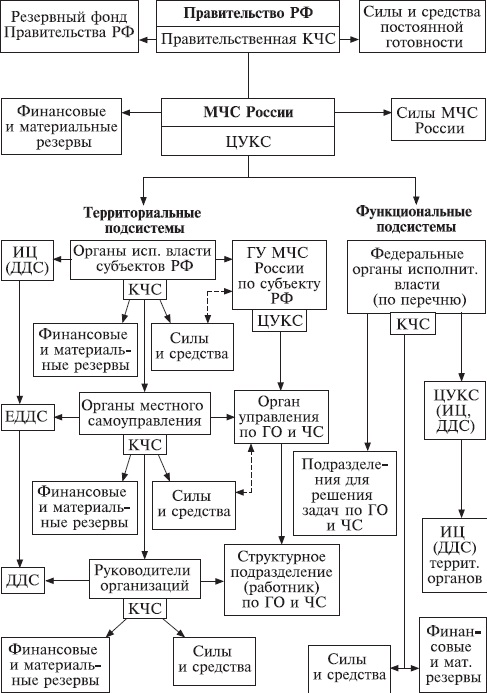 Резервный фонд
Правительства РФ
Правительство РФ
Правительственная КЧС
Силы и средства
постоянной
готовности
Финансовые
и материальные
резервы
МЧС России
ЦУКС
Силы МЧС
России
Территориальные
подсистемы
Функциональные
подсистемы
ИЦ
(ДДС)
Органы исп. власти
субъектов РФ
КЧС
ГУ МЧС
России
по субъекту
РФ
ЦУКС
Федеральные
органы исполнит.
власти
(по перечню)
КЧС
Финансовые
и материаль-
ные резервы
Силы
и средства
ЕДДС
Органы местного
самоуправления
КЧС
Орган
управления
по ГО и ЧС
ЦУКС
(ИЦ,
ДДС)
Финансовые
и материаль-
ные резервы
Силы
и средства
Подразделе-
ния для
решения
задач по ГО
и ЧС
ИЦ
(ДДС)
террит.
органов
ДДС
Руководители
организаций
КЧС
Структурное
подразделение
(работник)
по ГО и ЧС
Финансовые
и материаль-
ные резервы
Силы
и средства
Силы
и средства
Финан-
совые
и мат.
резервы